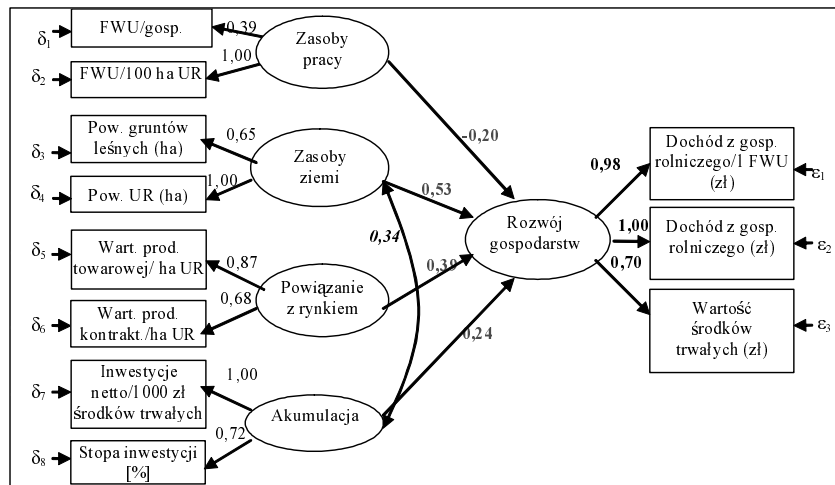 δ1
FWU/gosp.
0,39
Zasoby
pracy
1,00
δ2
FWU/100 ha UR
-0,20
δ3
Pow. gruntów
leśnych (ha)
0,65
Zasoby
ziemi
1,00
δ4
Pow. UR (ha)
0,53
0,34
δ5
Wart. prod.
towarowej/ ha UR
0,87
Powiązanie
z rynkiem
0,39
0,68
δ6
Wart. prod.
kontrakt./ha UR
0,24
δ7
Inwestycje
netto/1000 zł
środków trwałych
1,00
Akumulacja
0,72
δ8
Stopa inwestycji
[%]
Rozwój
gospodarstw
0,98
Dochód z gosp.
rolniczego/1 FWU
(zł)
ε1
1,00
Dochód z gosp.
rolniczego (zł)
ε2
0,70
Wartość
środków
trwałych (zł)
ε3